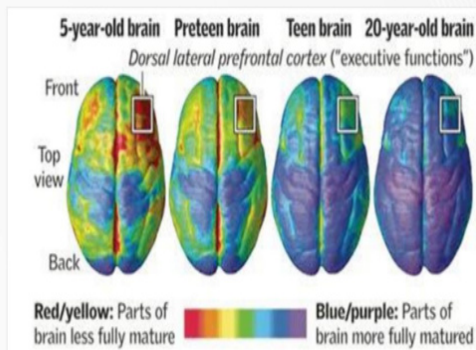 5-year-old brain Preteen brain Teen brain 20-year-old brain
Dorsal lateral prefrontal cortex ("executive functions")
Front
Top
view
Back
Red/yellow: Parts of
brain less fully mature
Blue/purple: Parts of
brain more fully matured